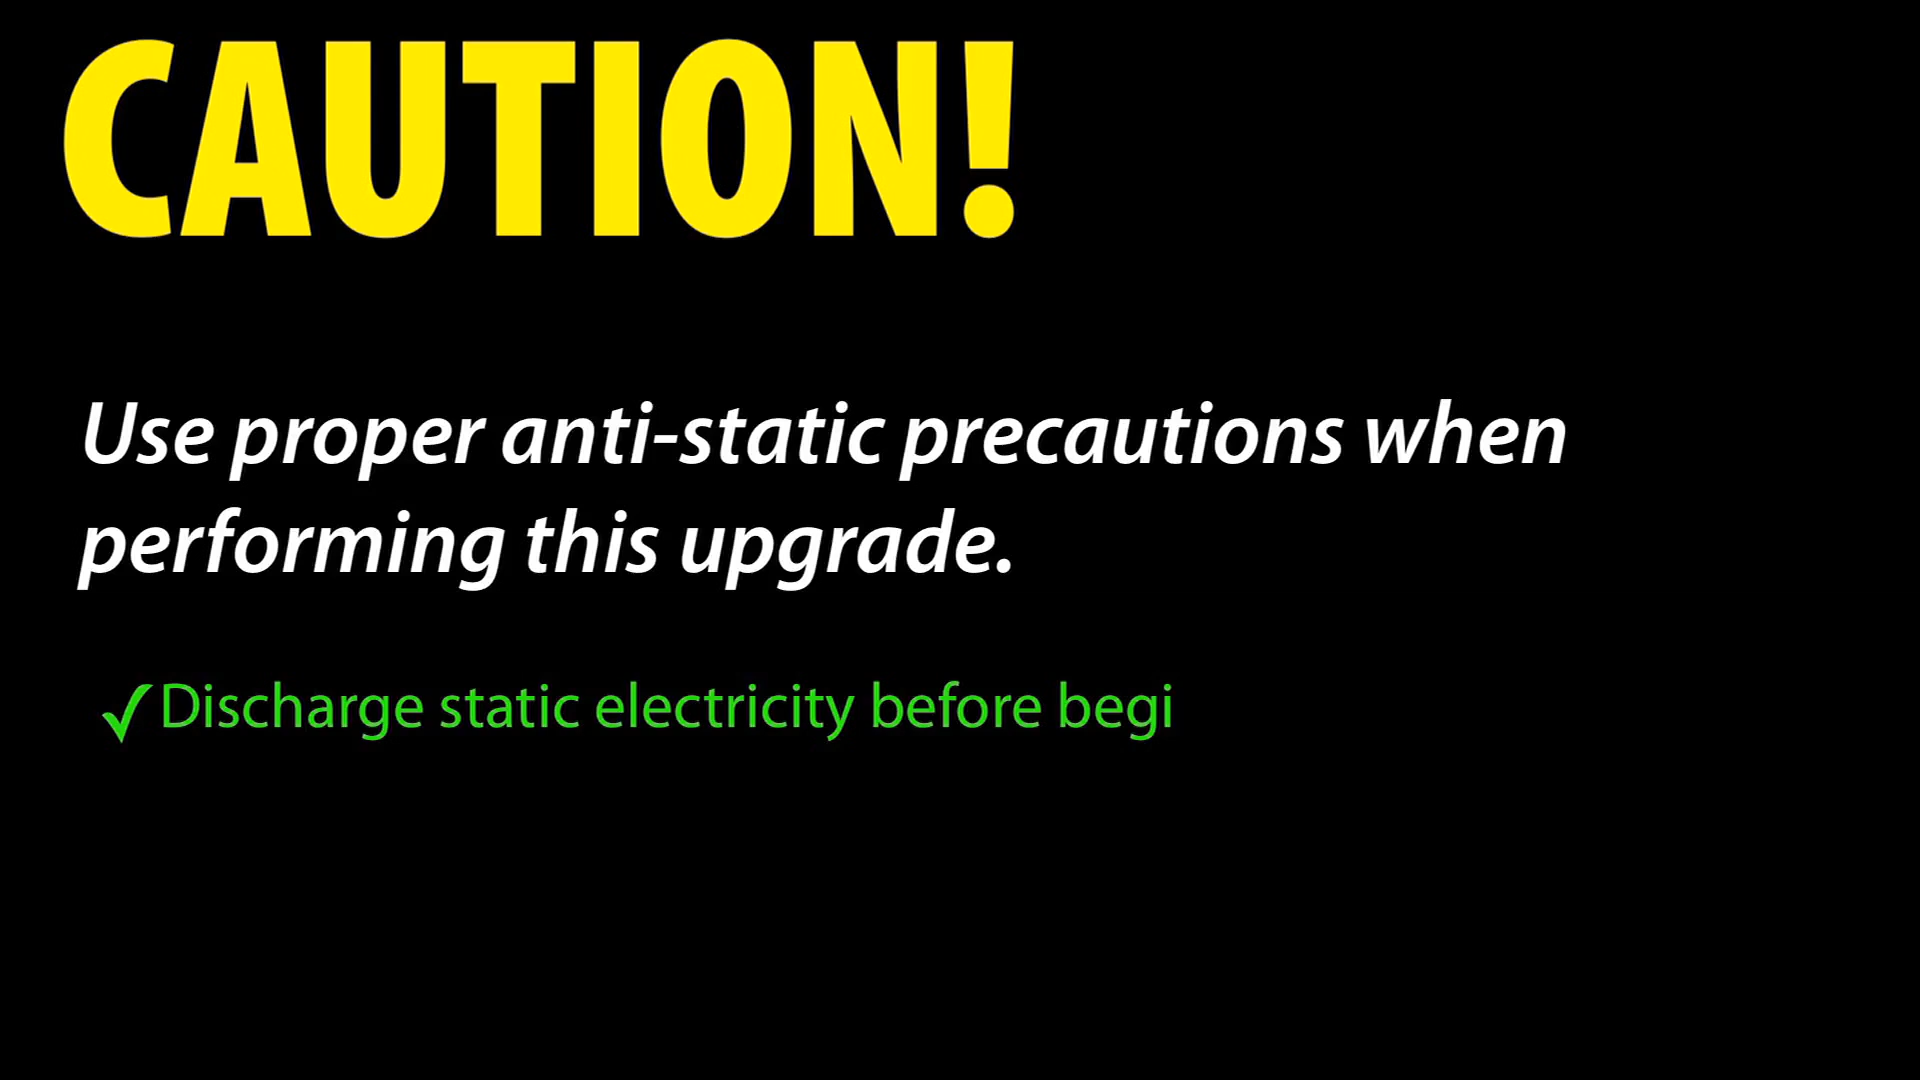 CAUTION!
Use proper anti-static precautions when
performing this upgrade.
✓Discharge static electricity before begi